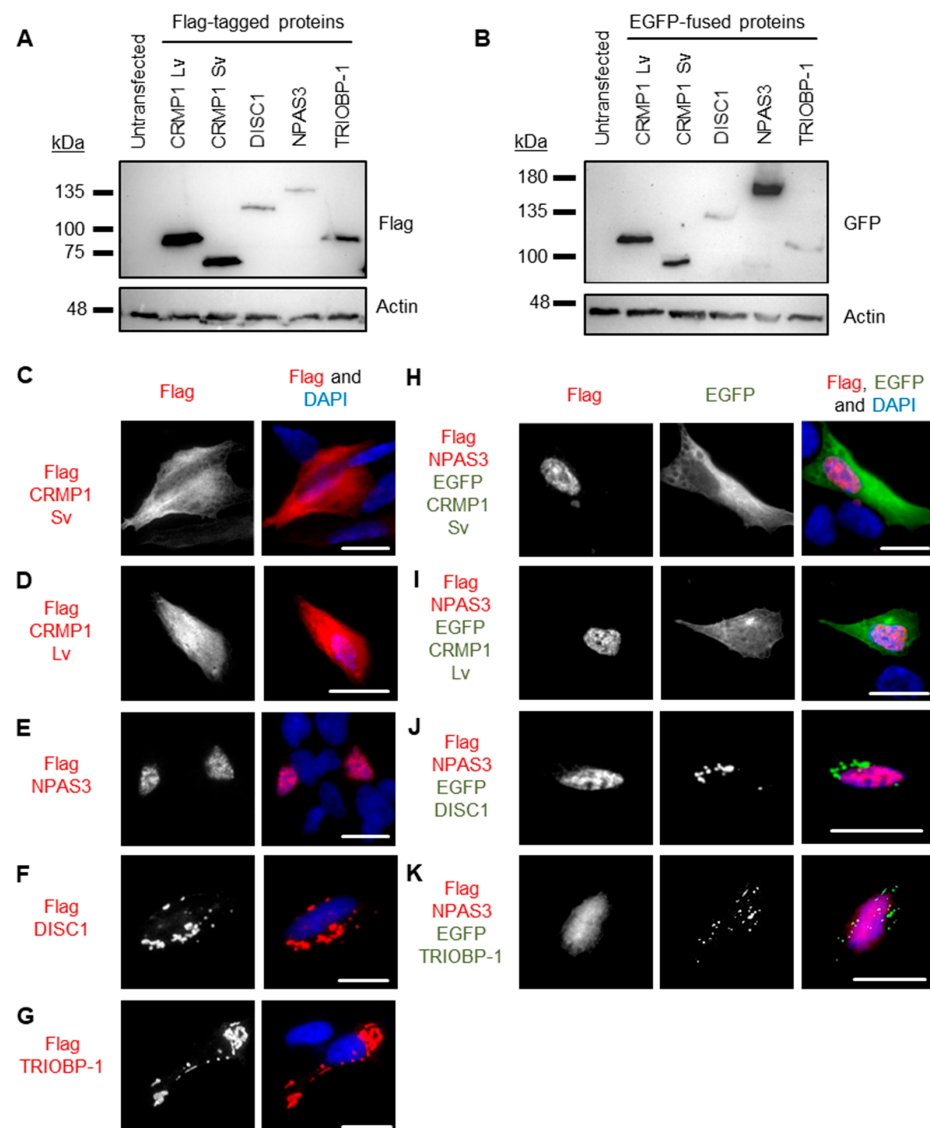 A
Flag-tagged proteins
Untransfected
CRMP1 Lv
CRMP1 Sv
DISC1
NPAS3
TRIOBP-1
kDa
135
100
75
Flag
48
Actin
B
EGFP-fused proteins
Untransfected
CRMP1 Lv
CRMP1 Sv
DISC1
NPAS3
TRIOBP-1
kDa
180
135
100
GFP
48
Actin
C
Flag
Flag and
DAPI
Flag
CRMP1
Sv
D
Flag
CRMP1
Lv
E
Flag
NPAS3
F
Flag
DISC1
G
Flag
TRIOBP-1
H
Flag
EGFP
Flag, EGFP
and DAPI
Flag
NPAS3
EGFP
CRMP1
Sv
I
Flag
NPAS3
EGFP
CRMP1
Lv
J
Flag
NPAS3
EGFP
DISC1
K
Flag
NPAS3
EGFP
TRIOBP-1